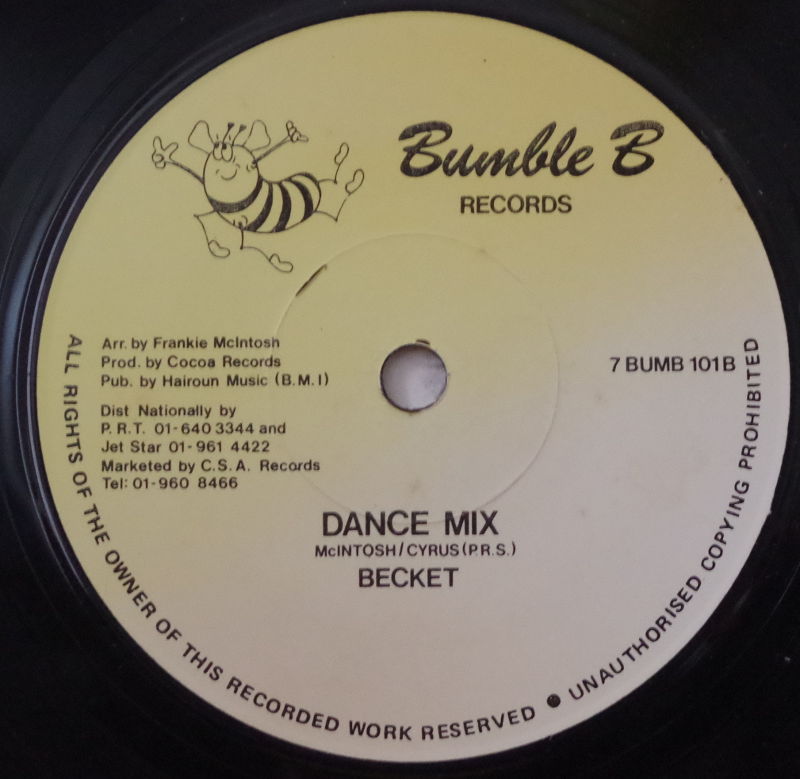 Bumble B
RECORDS
Arr. by Frankie McIntosh
Prod. by Cocoa Records
Pub. by Hairoun Music (B.M.I)
7 BUMB 101B
Dist Nationally by
P.R.T. 01-640 3344 and
Jet Star 01-961 4422
Marketed by C.S.A. Records
Tel: 01-960 8466
DANCE MIX
McINTOSH/CYRUS (P.R.S.)
BECKET
ALL RIGHTS OF THE OWNER OF THIS RECORDED WORK RESERVED ● UNAUTHORISED COPYING PROHIBITED